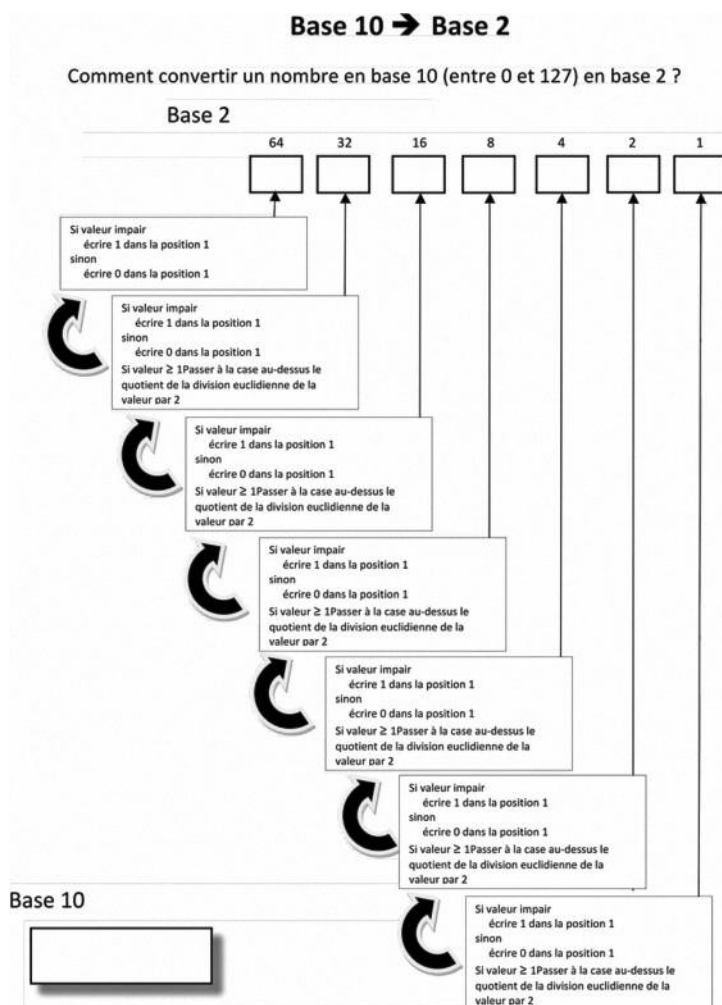 Base 10 → Base 2
Comment convertir un nombre en base 10 (entre 0 et 127) en base 2 ?
Base 2
64 32 16 8 4 2 1
Si valeur impair
écrire 1 dans la position 1
sinon
écrire 0 dans la position 1
Si valeur impair
écrire 1 dans la position 1
sinon
écrire 0 dans la position 1
Si valeur ≥ 1Passer à la case au-dessus le
quotient de la division euclidienne de la
valeur par 2
Si valeur impair
écrire 1 dans la position 1
sinon
écrire 0 dans la position 1
Si valeur ≥ 1Passer à la case au-dessus le
quotient de la division euclidienne de la
valeur par 2
Si valeur impair
écrire 1 dans la position 1
sinon
écrire 0 dans la position 1
Si valeur ≥ 1Passer à la case au-dessus le
quotient de la division euclidienne de la
valeur par 2
Si valeur impair
écrire 1 dans la position 1
sinon
écrire 0 dans la position 1
Si valeur ≥ 1Passer à la case au-dessus le
quotient de la division euclidienne de la
valeur par 2
Si valeur impair
écrire 1 dans la position 1
sinon
écrire 0 dans la position 1
Si valeur ≥ 1Passer à la case au-dessus le
quotient de la division euclidienne de la
valeur par 2
Base 10
Si valeur impair
écrire 1 dans la position 1
sinon
écrire 0 dans la position 1
Si valeur ≥ 1Passer à la case au-dessus le
quotient de la division euclidienne de la
valeur par 2